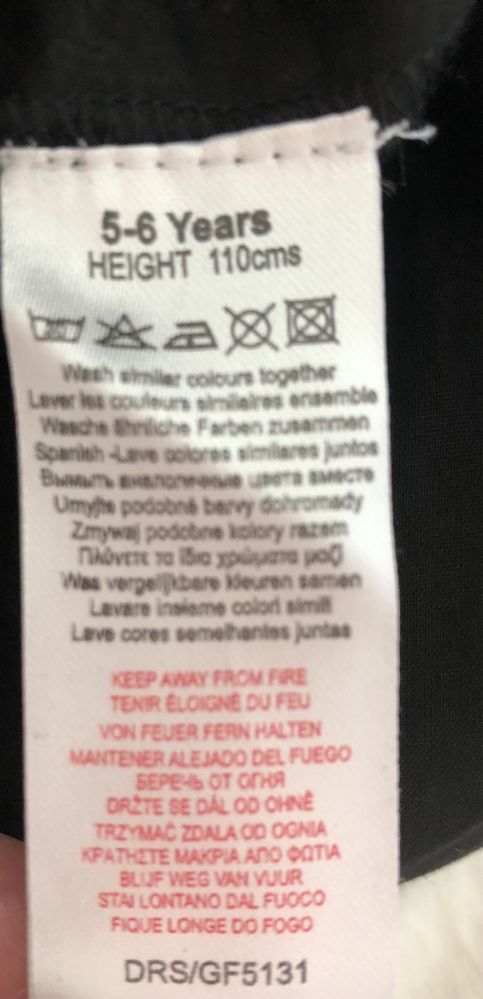 5-6 Years
HEIGHT 110cms
Wash similar colours together
Laver les couleurs similaires ensemble
Wasche ähnliche Farben zusammen
Spanish -Lave colores similares juntos
Вымыть аналогичные цвета вместе
Umyjte podobné barvy dohromady
Zmywaj podobne kolory razem
Πλύνετε τα ίδια χρώματα μαζί
Was vergelijkbare kleuren samen
Lavare insieme colori simili
Lave cores semelhantes juntas
KEEP AWAY FROM FIRE
TENIR ÉLOIGNÉ DU FEU
VON FEUER FERN HALTEN
MANTENER ALEJADO DEL FUEGO
БЕРЕЧЬ ОТ ОГНЯ
DRŽTE SE DÁL OD OHNĚ
TRZYMAĆ ZDALA OD OGNIA
ΚΡΑΤΗΣΤΕ ΜΑΚΡΙΑ ΑΠΟ ΦΩΤΙΑ
BLIJF WEG VAN VUUR
STAI LONTANO DAL FUOCO
FIQUE LONGE DO FOGO
DRS/GF5131